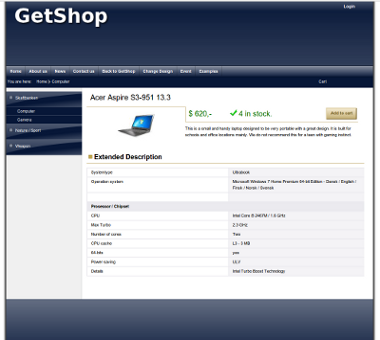 Login
GetShop
Home About us News Contact us Back to GetShop Change Design Event Examples
You are here: Home > Computer Cart
Computer
Camera
Nature / Sport
Weapon
Acer Aspire S3-951 13.3
$ 620,- 4 in stock. Add to cart
This is a small and handy laptop designed to be very portable with a great design. It is built for
schools and office locations mainly. We do not recommend this for a teen with gaming instinct.
Extended Description
Systemtype Ultrabook
Operation system Microsoft Windows 7 Home Premium 64-bit Edition - Dansk / English /
Finsk / Norsk / Svensk
Prosessor / Chipset
CPU Intel Core i5 2467M / 1.6 GHz
Max Turbo 2.3 GHz
Number of cores Two
CPU cache L3 - 3 MB
64-bits yes
Power saving ULV
Details Intel Turbo Boost Technology